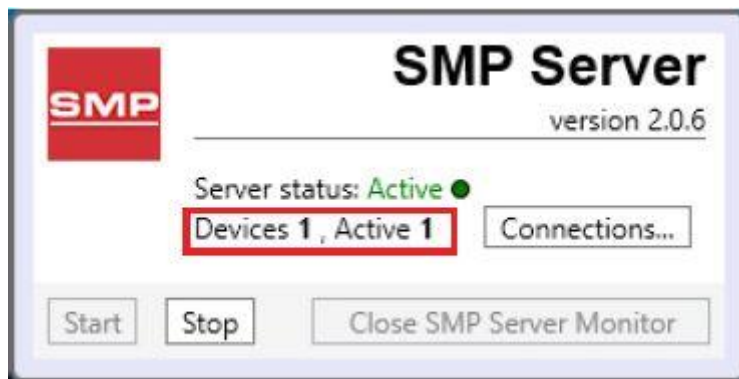 SMP
SMP Server
version 2.0.6
Server status: Active
Devices 1 , Active 1
Connections...
Start
Stop
Close SMP Server Monitor